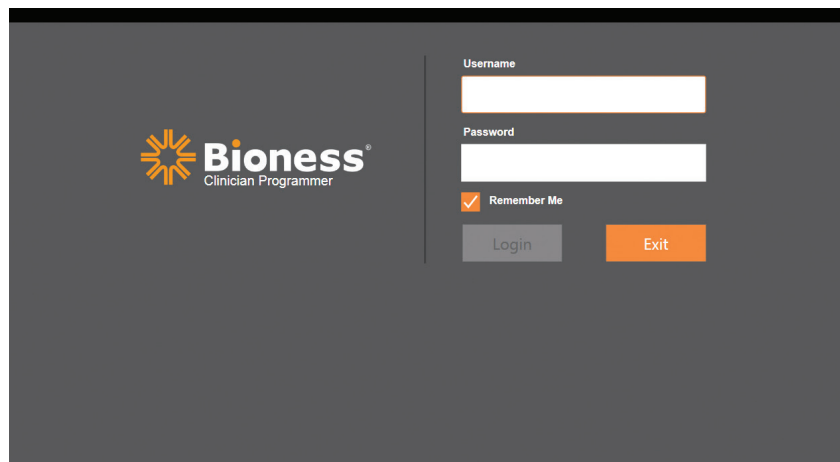 Bioness®
Clinician Programmer
Username
Password
Remember Me
Login
Exit